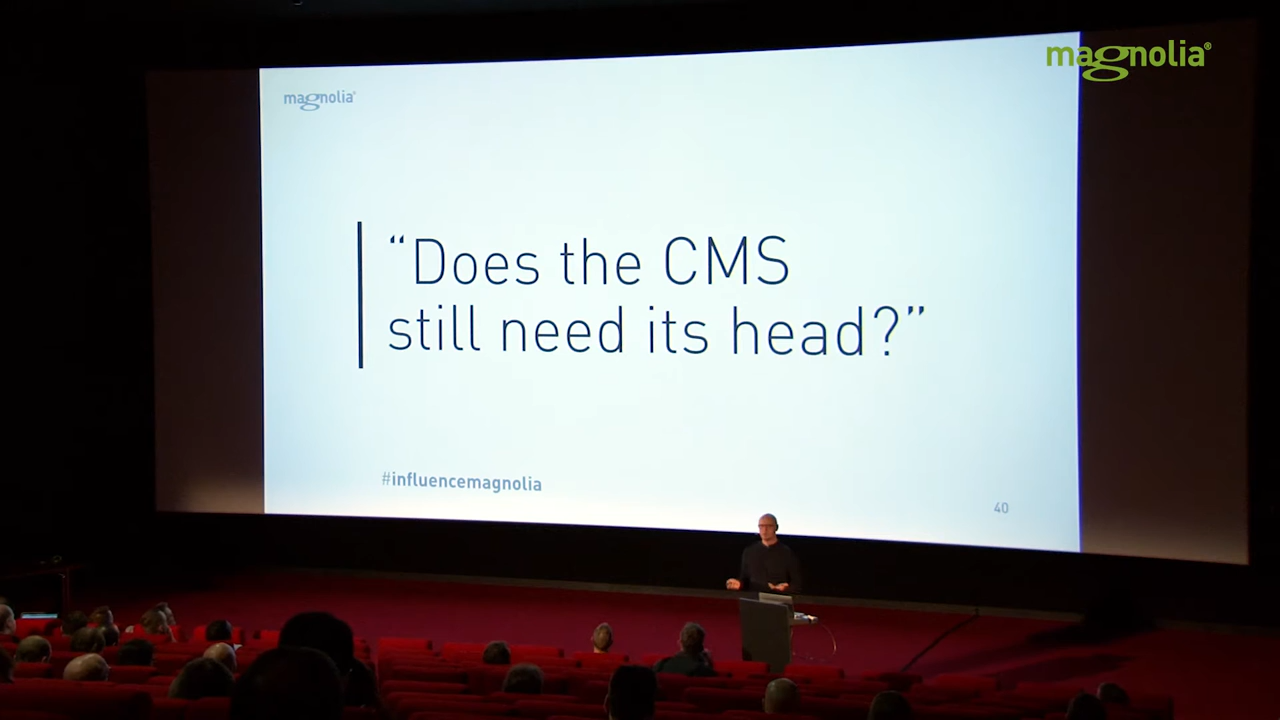 magnolia®
magnolia®
“Does the CMS
still need its head?”
#influencemagnolia
40